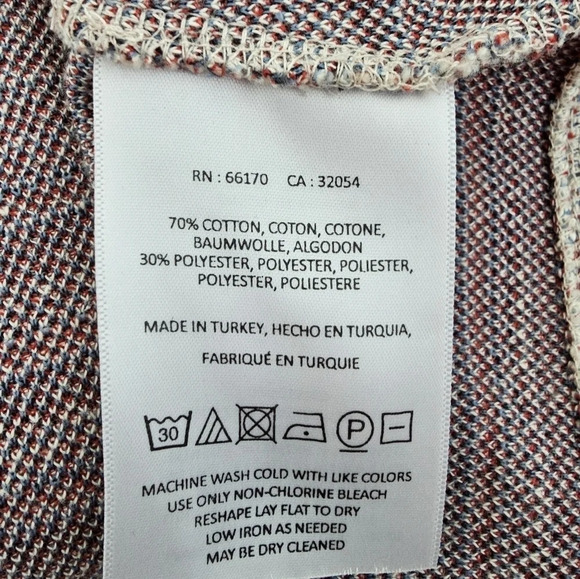 RN : 66170 CA : 32054
70% COTTON, COTON, COTONE,
BAUMWOLLE, ALGODON
30% POLYESTER, POLYESTER, POLIESTER,
POLYESTER, POLIESTERE
MADE IN TURKEY, HECHO EN TURQUIA,
FABRIQUÉ EN TURQUIE
30 P
MACHINE WASH COLD WITH LIKE COLORS
USE ONLY NON-CHLORINE BLEACH
RESHAPE LAY FLAT TO DRY
LOW IRON AS NEEDED
MAY BE DRY CLEANED